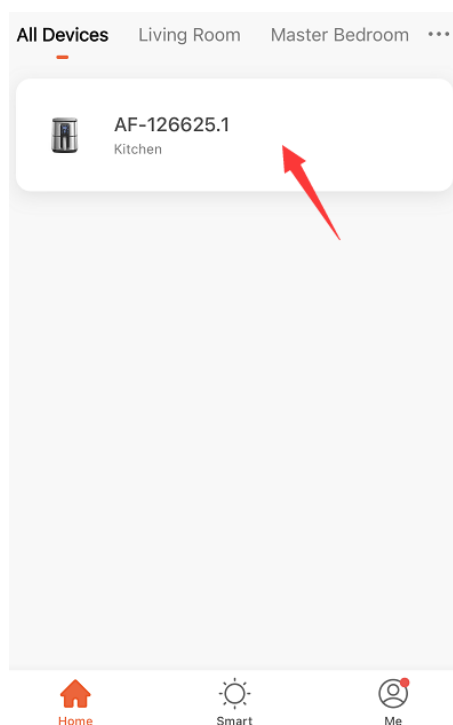 All Devices Living Room Master Bedroom ···
AF-126625.1
Kitchen
Home Smart Me